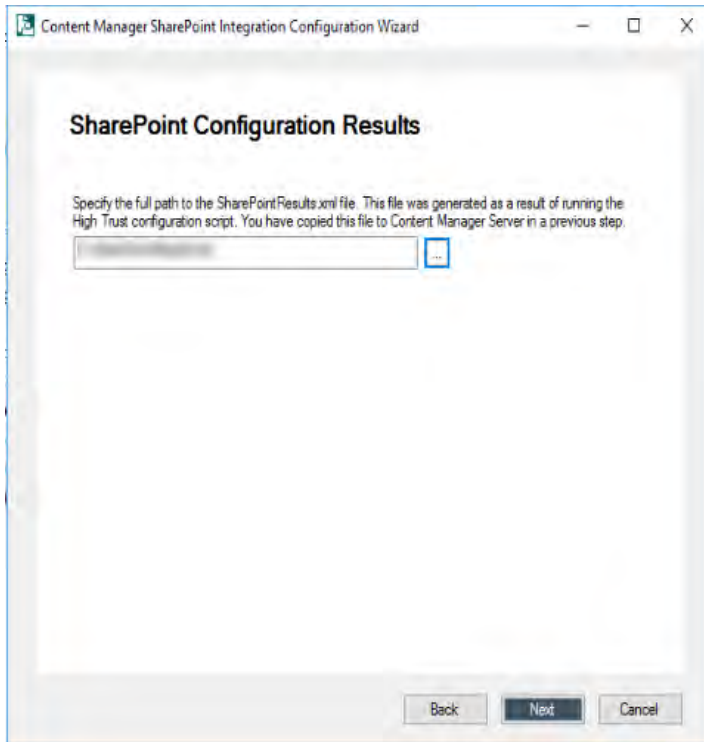 Content Manager SharePoint Integration Configuration Wizard
SharePoint Configuration Results
Specify the full path to the SharePointResults.xml file. This file was generated as a result of running the
High Trust configuration script. You have copied this file to Content Manager Server in a previous step.
...
Back Next Cancel